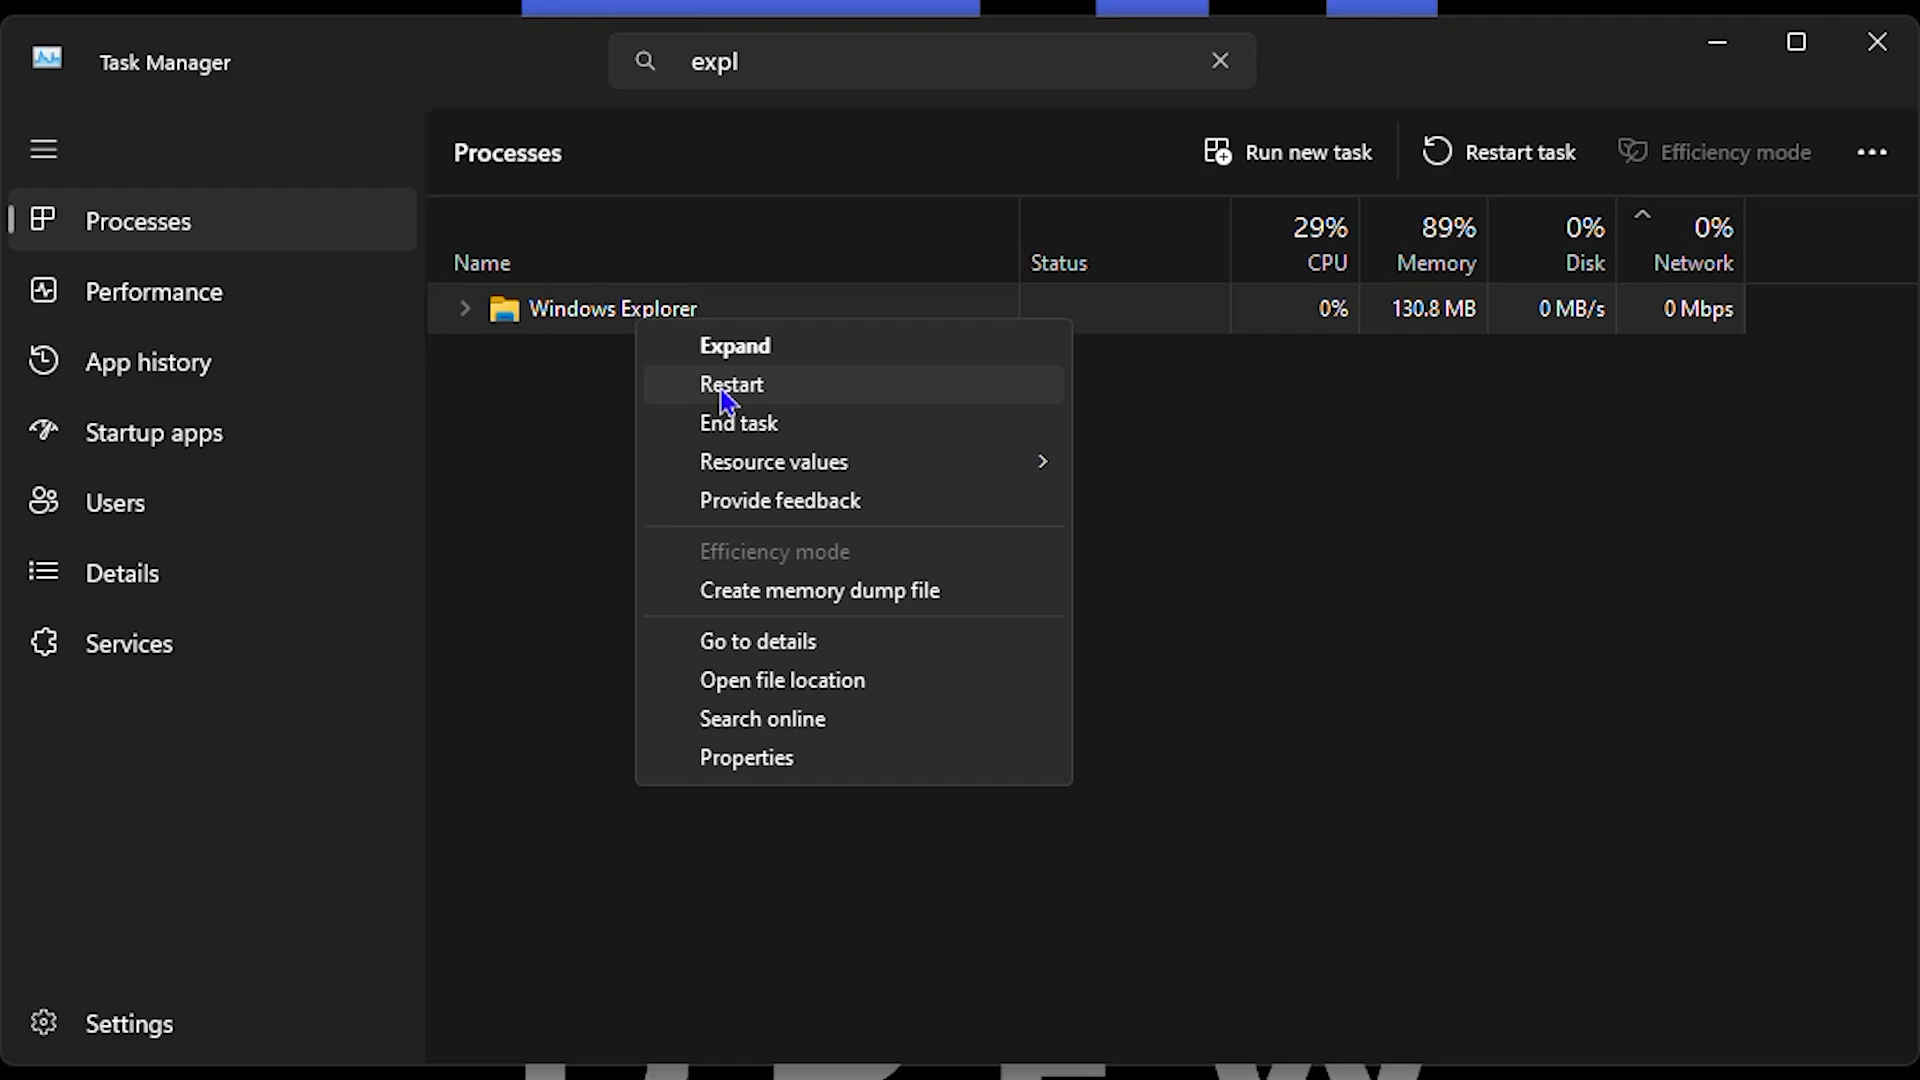 Task Manager
expl
Processes
Run new task
Restart task
Efficiency mode
Processes
Performance
App history
Startup apps
Users
Details
Services
Settings
29% 89% 0% 0%
Name Status CPU Memory Disk Network
Windows Explorer 0% 130.8 MB 0 MB/s 0 Mbps
Expand
Restart
End task
Resource values
Provide feedback
Efficiency mode
Create memory dump file
Go to details
Open file location
Search online
Properties